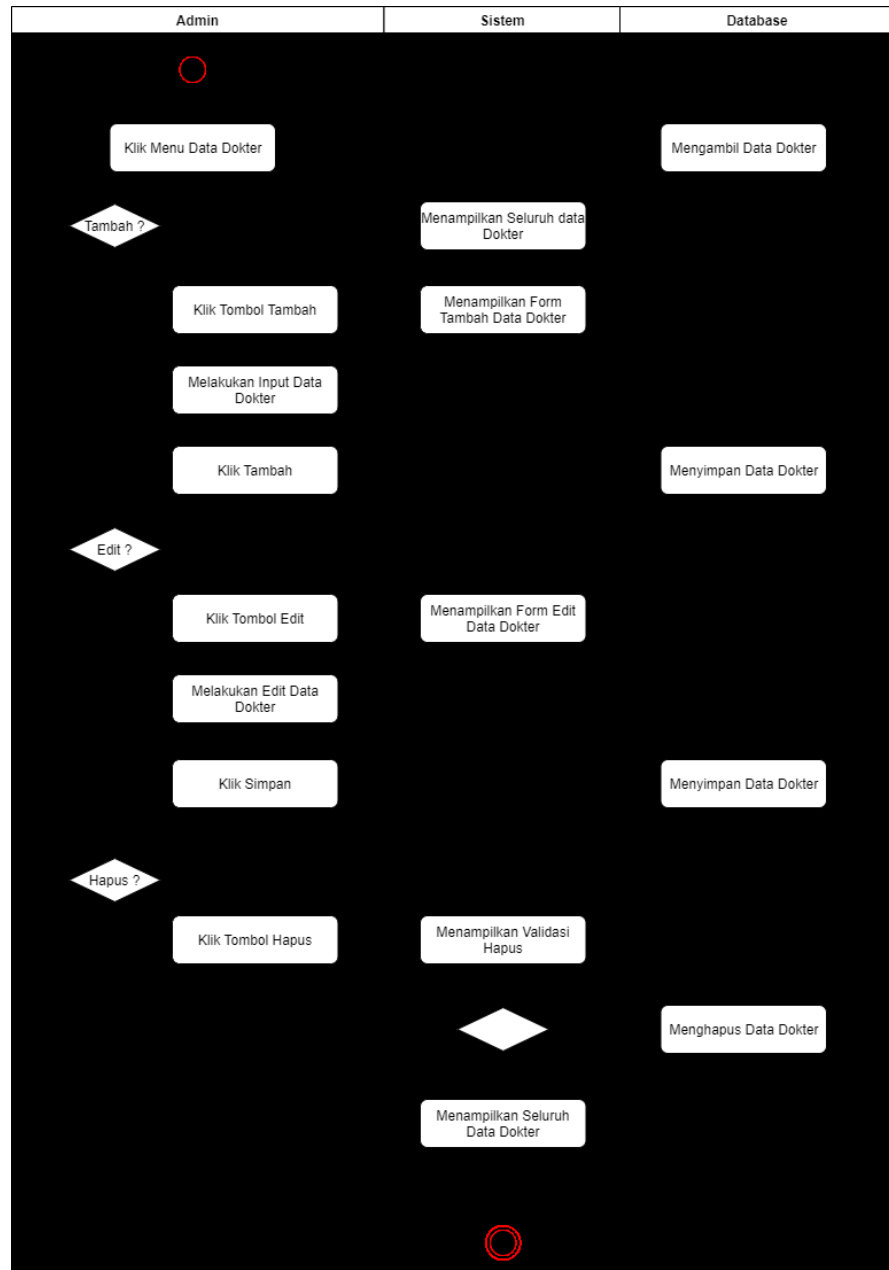 Admin
Sistem
Database
Klik Menu Data Dokter
Mengambil Data Dokter
Tambah ?
Menampilkan Seluruh data
Dokter
Klik Tombol Tambah
Menampilkan Form
Tambah Data Dokter
Melakukan Input Data
Dokter
Klik Tambah
Menyimpan Data Dokter
Edit ?
Klik Tombol Edit
Menampilkan Form Edit
Data Dokter
Melakukan Edit Data
Dokter
Klik Simpan
Menyimpan Data Dokter
Hapus ?
Klik Tombol Hapus
Menampilkan Validasi
Hapus
Menghapus Data Dokter
Menampilkan Seluruh
Data Dokter